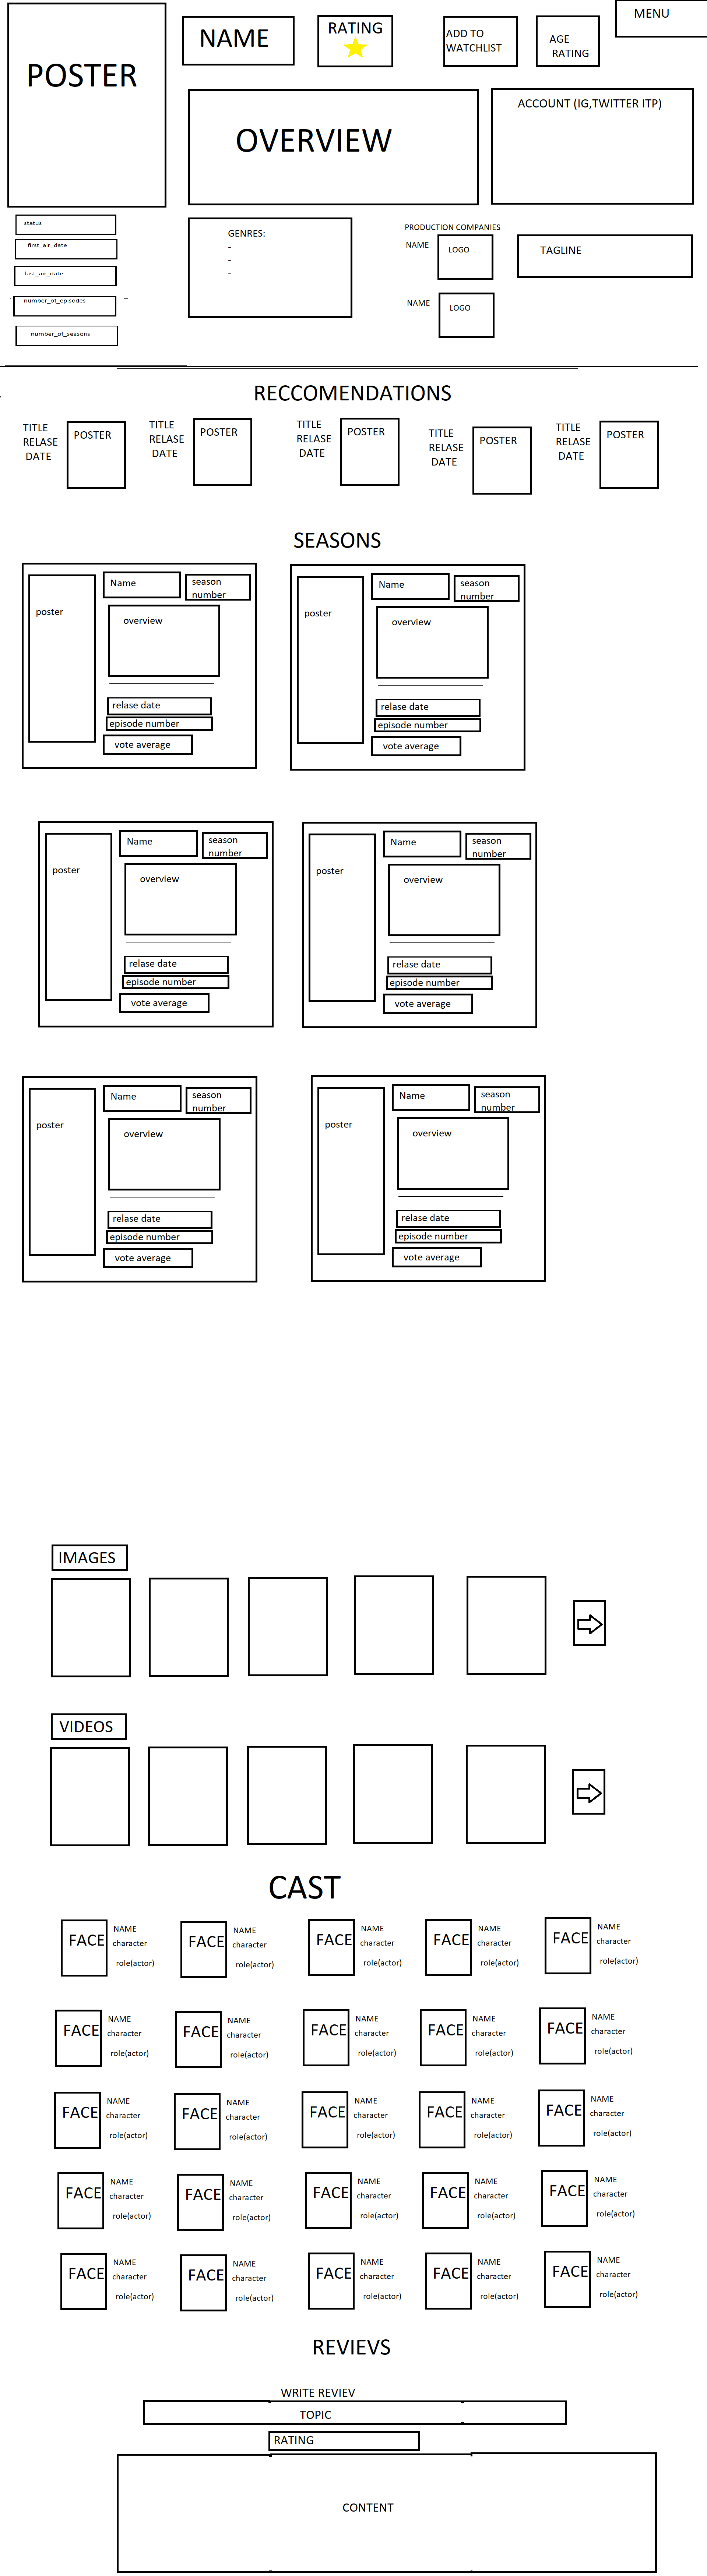 POSTER
NAME
RATING
ADD TO
WATCHLIST
AGE
RATING
MENU
OVERVIEW
ACCOUNT (IG,TWITTER ITP)
status
first_air_date
last_air_date
number_of_episodes
number_of_seasons
GENRES:
-
-
-
PRODUCTION COMPANIES
NAME
LOGO
NAME
LOGO
TAGLINE
RECCOMENDATIONS
TITLE
RELASE
DATE
POSTER
TITLE
RELASE
DATE
POSTER
TITLE
RELASE
DATE
POSTER
TITLE
RELASE
DATE
POSTER
TITLE
RELASE
DATE
POSTER
SEASONS
poster
Name
season
number
overview
relase date
episode number
vote average
poster
Name
season
number
overview
relase date
episode number
vote average
poster
Name
season
number
overview
relase date
episode number
vote average
poster
Name
season
number
overview
relase date
episode number
vote average
poster
Name
season
number
overview
relase date
episode number
vote average
poster
Name
season
number
overview
relase date
episode number
vote average
IMAGES
VIDEOS
CAST
FACE
NAME
character
role(actor)
FACE
NAME
character
role(actor)
FACE
NAME
character
role(actor)
FACE
NAME
character
role(actor)
FACE
NAME
character
role(actor)
FACE
NAME
character
role(actor)
FACE
NAME
character
role(actor)
FACE
NAME
character
role(actor)
FACE
NAME
character
role(actor)
FACE
NAME
character
role(actor)
FACE
NAME
character
role(actor)
FACE
NAME
character
role(actor)
FACE
NAME
character
role(actor)
FACE
NAME
character
role(actor)
FACE
NAME
character
role(actor)
FACE
NAME
character
role(actor)
FACE
NAME
character
role(actor)
FACE
NAME
character
role(actor)
FACE
NAME
character
role(actor)
FACE
NAME
character
role(actor)
FACE
NAME
character
role(actor)
FACE
NAME
character
role(actor)
FACE
NAME
character
role(actor)
FACE
NAME
character
role(actor)
FACE
NAME
character
role(actor)
REVIEVS
WRITE REVIEV
TOPIC
RATING
CONTENT